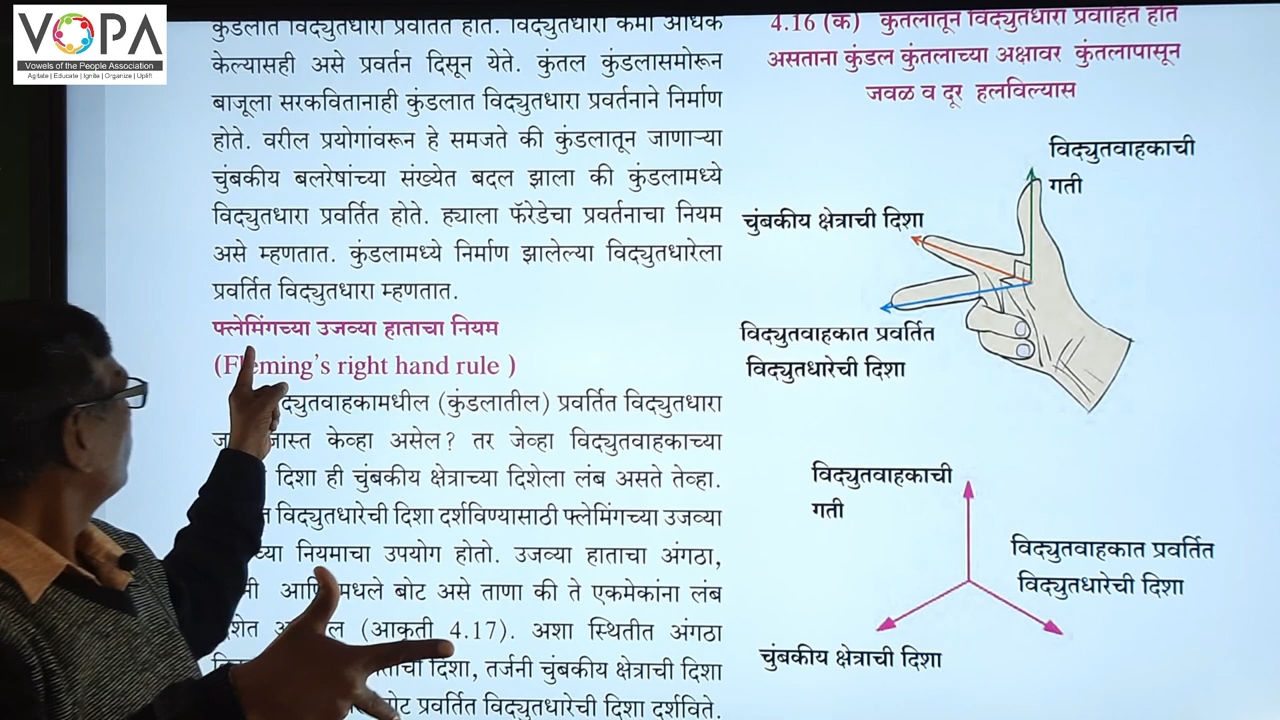 VOPA
Vowels of the People Association
Agitate | Educate | Ignite | Organize | Uplift
कुंडलात विद्युतधारा प्रवर्तित होते. विद्युतधारा कमी अधिक
केल्यासही असे प्रवर्तन दिसून येते. कुंतल कुंडलासमोरून
बाजूला सरकवितानाही कुंडलात विद्युतधारा प्रवर्तनाने निर्माण
होते. वरील प्रयोगांवरून हे समजते की कुंडलातून जाणाऱ्या
चुंबकीय बलरेषांच्या संख्येत बदल झाला की कुंडलामध्ये
विद्युतधारा प्रवर्तित होते. ह्याला फॅरेडेचा प्रवर्तनाचा नियम
असे म्हणतात. कुंडलामध्ये निर्माण झालेल्या विद्युतधारेला
प्रवर्तित विद्युतधारा म्हणतात.
फ्लेमिंगच्या उजव्या हाताचा नियम
(Fleming's right hand rule )
द्युतवाहकामधील (कुंडलातील) प्रवर्तित विद्युतधारा
जास्त केव्हा असेल? तर जेव्हा विद्युतवाहकाच्या
दिशा ही चुंबकीय क्षेत्राच्या दिशेला लंब असते तेव्हा.
विद्युतधारेची दिशा दर्शविण्यासाठी फ्लेमिंगच्या उजव्या
नियमाचा उपयोग होतो. उजव्या हाताचा अंगठा,
मधले बोट असे ताणा की ते एकमेकांना लंब
(आकृती 4.17). अशा स्थितीत अंगठा
दिशा, तर्जनी चुंबकीय क्षेत्राची दिशा
प्रवर्तित विद्युतधारेची दिशा दर्शविते.
4.16 (क) कुंतलातून विद्युतधारा प्रवाहित होत
असताना कुंडल कुंतलाच्या अक्षावर कुंतलापासून
जवळ व दूर हलविल्यास
विद्युतवाहकाची
गती
चुंबकीय क्षेत्राची दिशा
विद्युतवाहकात प्रवर्तित
विद्युतधारेची दिशा
विद्युतवाहकाची
गती
विद्युतवाहकात प्रवर्तित
विद्युतधारेची दिशा
चुंबकीय क्षेत्राची दिशा